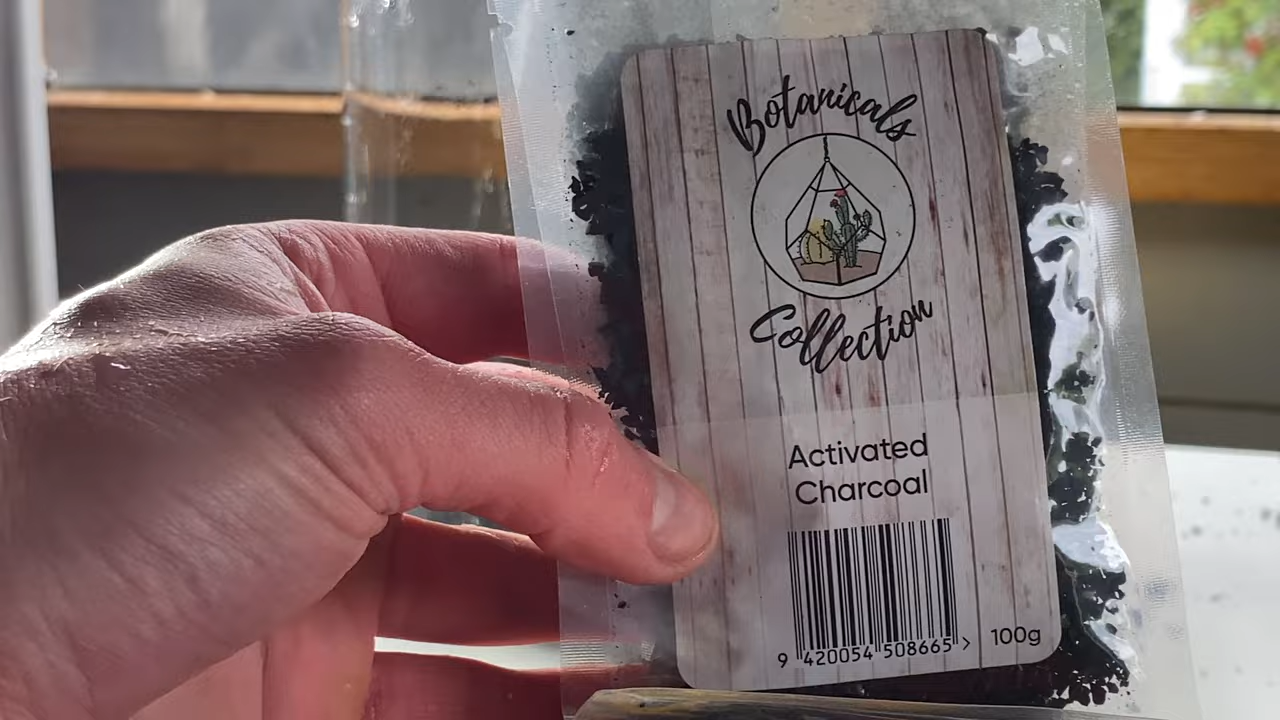 Botanicals
Collection
Activated
Charcoal
9 420054 508665 >
100g